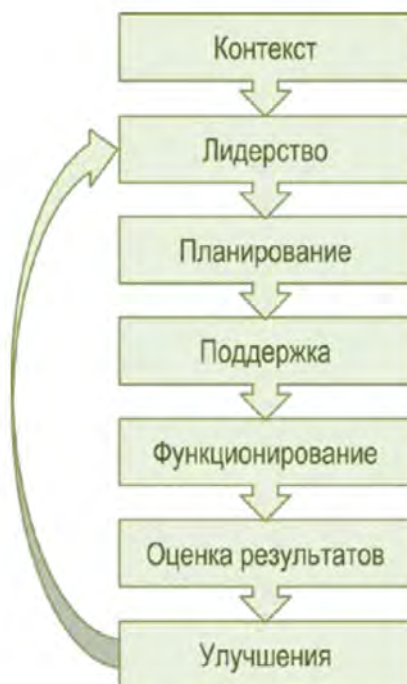 Контекст
Лидерство
Планирование
Поддержка
Функционирование
Оценка результатов
Улучшения